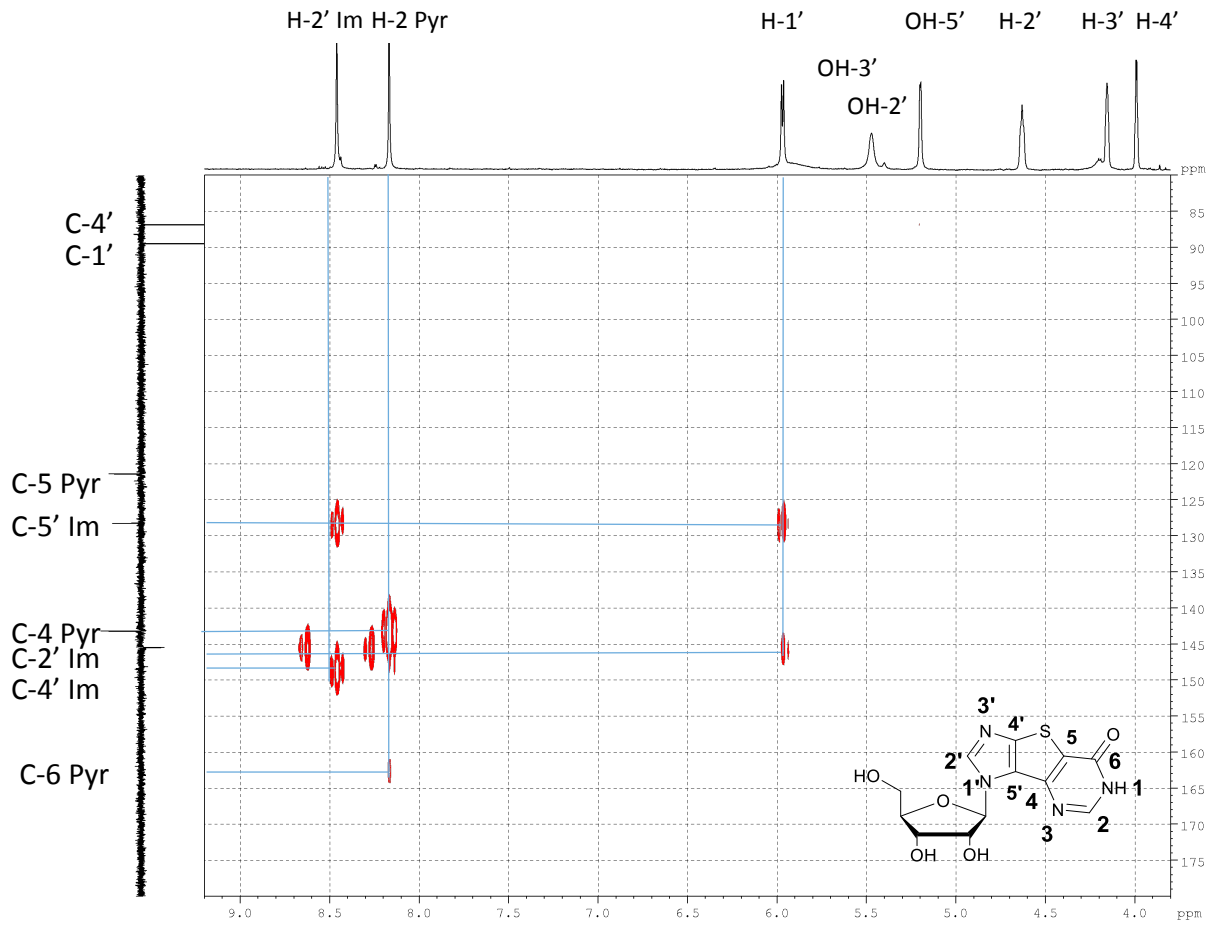 H-2’ Im H-2 Pyr H-1’ OH-5’ H-2’ H-3’ H-4’
OH-3’
OH-2’
ppm
C-4’
C-1’
C-5 Pyr
C-5’ Im
C-4 Pyr
C-2’ Im
C-4’ Im
C-6 Pyr
85
90
95
100
105
110
115
120
125
130
135
140
145
150
155
160
165
170
175
3' 4' S 5 O
2' 6
HO N 1' 5' 4 NH 1
O N 3 2
OH OH
N
9.0 8.5 8.0 7.5 7.0 6.5 6.0 5.5 5.0 4.5 4.0 ppm